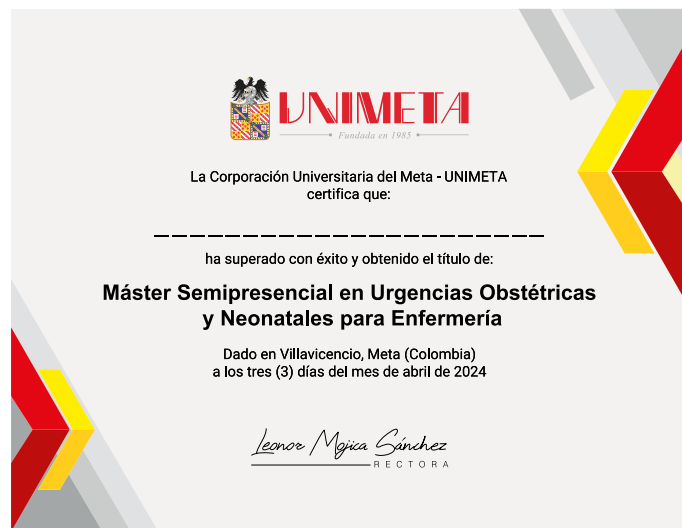 UNIMETA
Fundada en 1985
La Corporación Universitaria del Meta - UNIMETA
certifica que:
ha superado con éxito y obtenido el título de:
Máster Semipresencial en Urgencias Obstétricas
y Neonatales para Enfermería
Dado en Villavicencio, Meta (Colombia)
a los tres (3) días del mes de abril de 2024
Leonor Mojica Sánchez
RECTORA